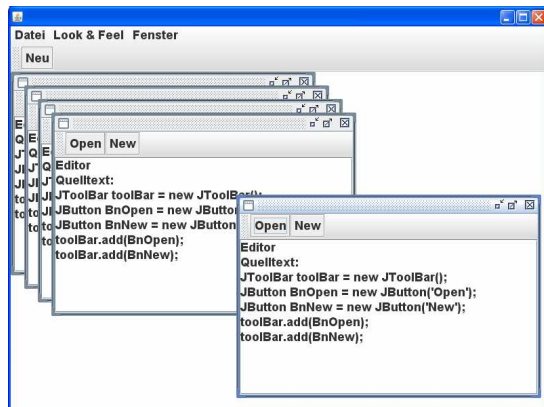 Datei Look & Feel Fenster
Neu
Open New
Editor
Quelltext:
JToolBar toolBar = new JToolBar();
JButton BnOpen = new JButton
JButton BnNew = new JButton
toolBar.add(BnOpen);
toolBar.add(BnNew);
Open New
Editor
Quelltext:
JToolBar toolBar = new JToolBar();
JButton BnOpen = new JButton('Open');
JButton BnNew = new JButton('New');
toolBar.add(BnOpen);
toolBar.add(BnNew);